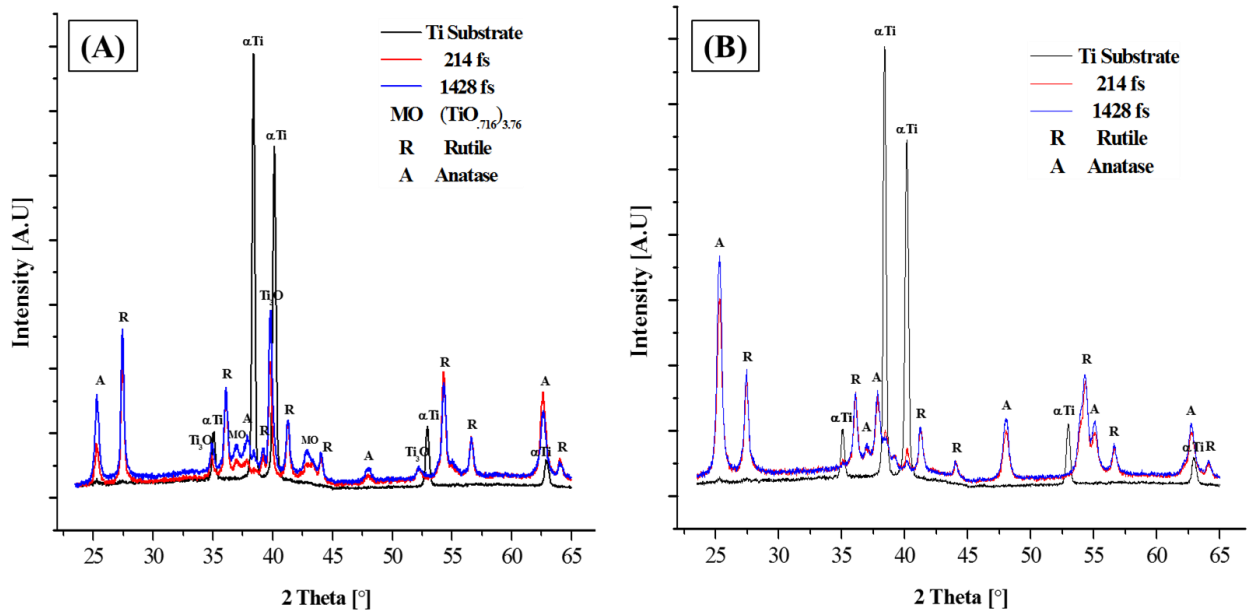 (A)
Ti Substrate
214 fs
1428 fs
MO (TiO.716)3.76
R Rutile
A Anatase
αTi
αTi
Ti3O
R
R
A
αTi
Ti3O
MO
A
R
R
MO
R
A
αTi
Ti3O
R
R
A
αTi
R
Intensity [A.U]
25 30 35 40 45 50 55 60 65
2 Theta [°]
(B)
Ti Substrate
214 fs
1428 fs
R Rutile
A Anatase
αTi
αTi
A
R
αTi
R
A
A
R
R
A
αTi
R
A
R
A
αTi
R
Intensity [A.U]
25 30 35 40 45 50 55 60 65
2 Theta [°]